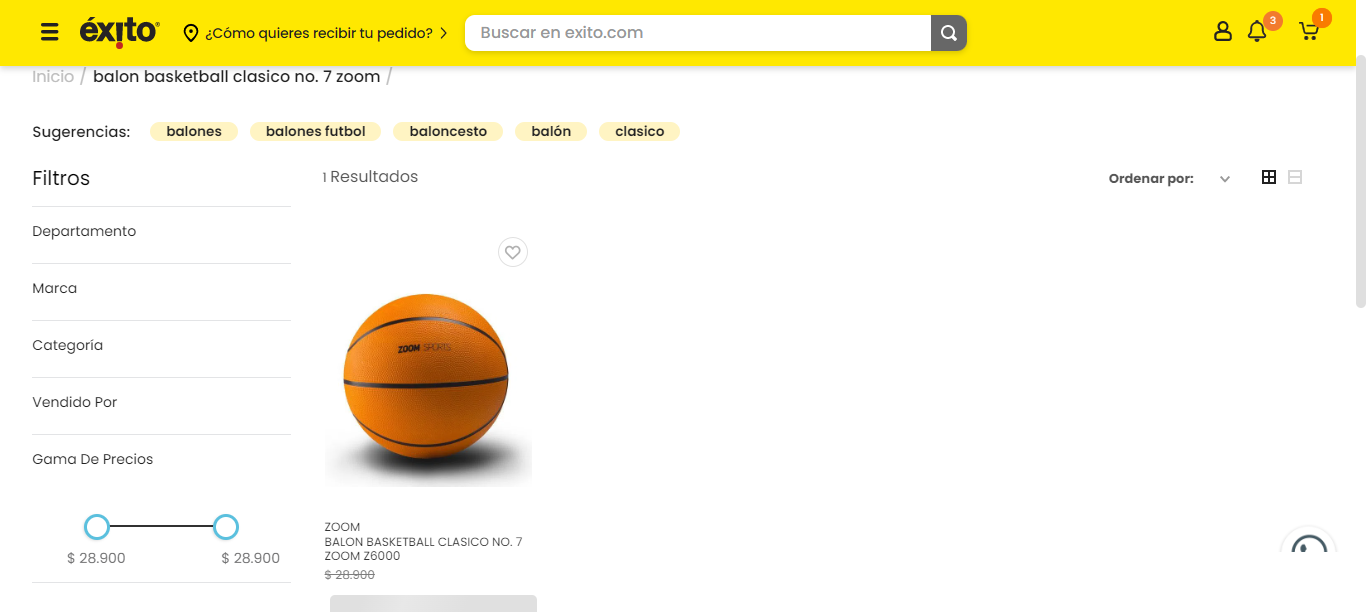 éxito
¿Cómo quieres recibir tu pedido?
Buscar en exito.com
3
1
Inicio / balon basketball clasico no. 7 zoom /
Sugerencias: balones balones futbol baloncesto balón clasico
Filtros
1 Resultados
Ordenar por:
Departamento
Marca
Categoría
Vendido Por
Gama De Precios
$ 28.900 $ 28.900
ZOOM SPORTS
ZOOM
BALON BASKETBALL CLASICO NO. 7
ZOOM Z6000
$ 28.900